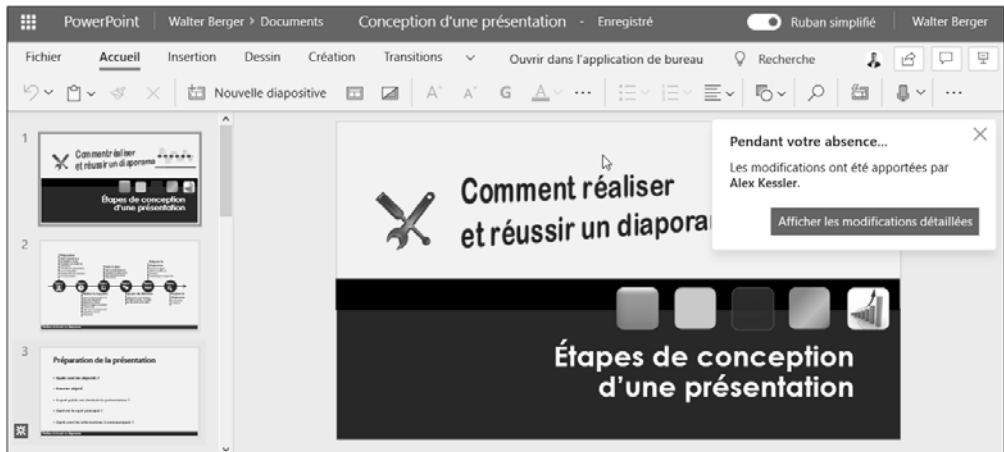 PowerPoint Walter Berger > Documents Conception d'une présentation - Enregistré Ruban simplifié Walter Berger
Fichier Accueil Insertion Dessin Création Transitions Ouvrir dans l'application de bureau Recherche
Nouvelle diapositive A A G A
1
Comment réaliser
et réussir un diaporama
Étapes de conception
d'une présentation
2
3
Préparation de la présentation
Comment réaliser
et réussir un diapora
Étapes de conception
d'une présentation
Pendant votre absence...
Les modifications ont été apportées par
Alex Kessler.
Afficher les modifications détaillées